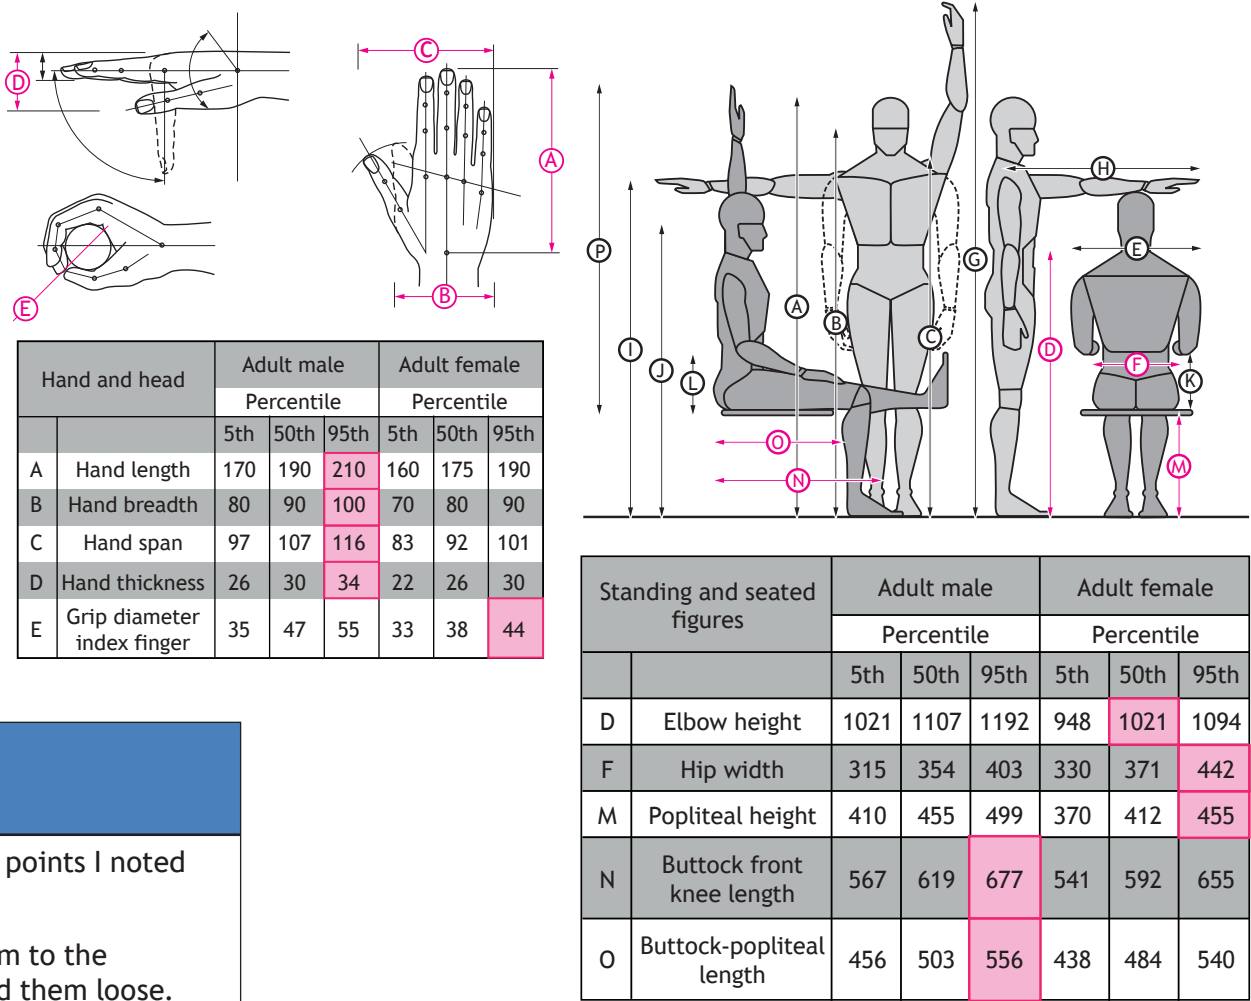 D
C
A
B
E
P
I
J
L
A
B
C
G
D
H
E
F
K
M
O
N
Hand and head Adult male Adult female
Percentile Percentile
5th 50th 95th 5th 50th 95th
A Hand length 170 190 210 160 175 190
B Hand breadth 80 90 100 70 80 90
C Hand span 97 107 116 83 92 101
D Hand thickness 26 30 34 22 26 30
E Grip diameter index finger 35 47 55 33 38 44
Standing and seated figures Adult male Adult female
Percentile Percentile
5th 50th 95th 5th 50th 95th
D Elbow height 1021 1107 1192 948 1021 1094
F Hip width 315 354 403 330 371 442
M Popliteal height 410 455 499 370 412 455
N Buttock front knee length 567 619 677 541 592 655
O Buttock-popliteal length 456 503 556 438 484 540
points I noted
m to the
d them loose.